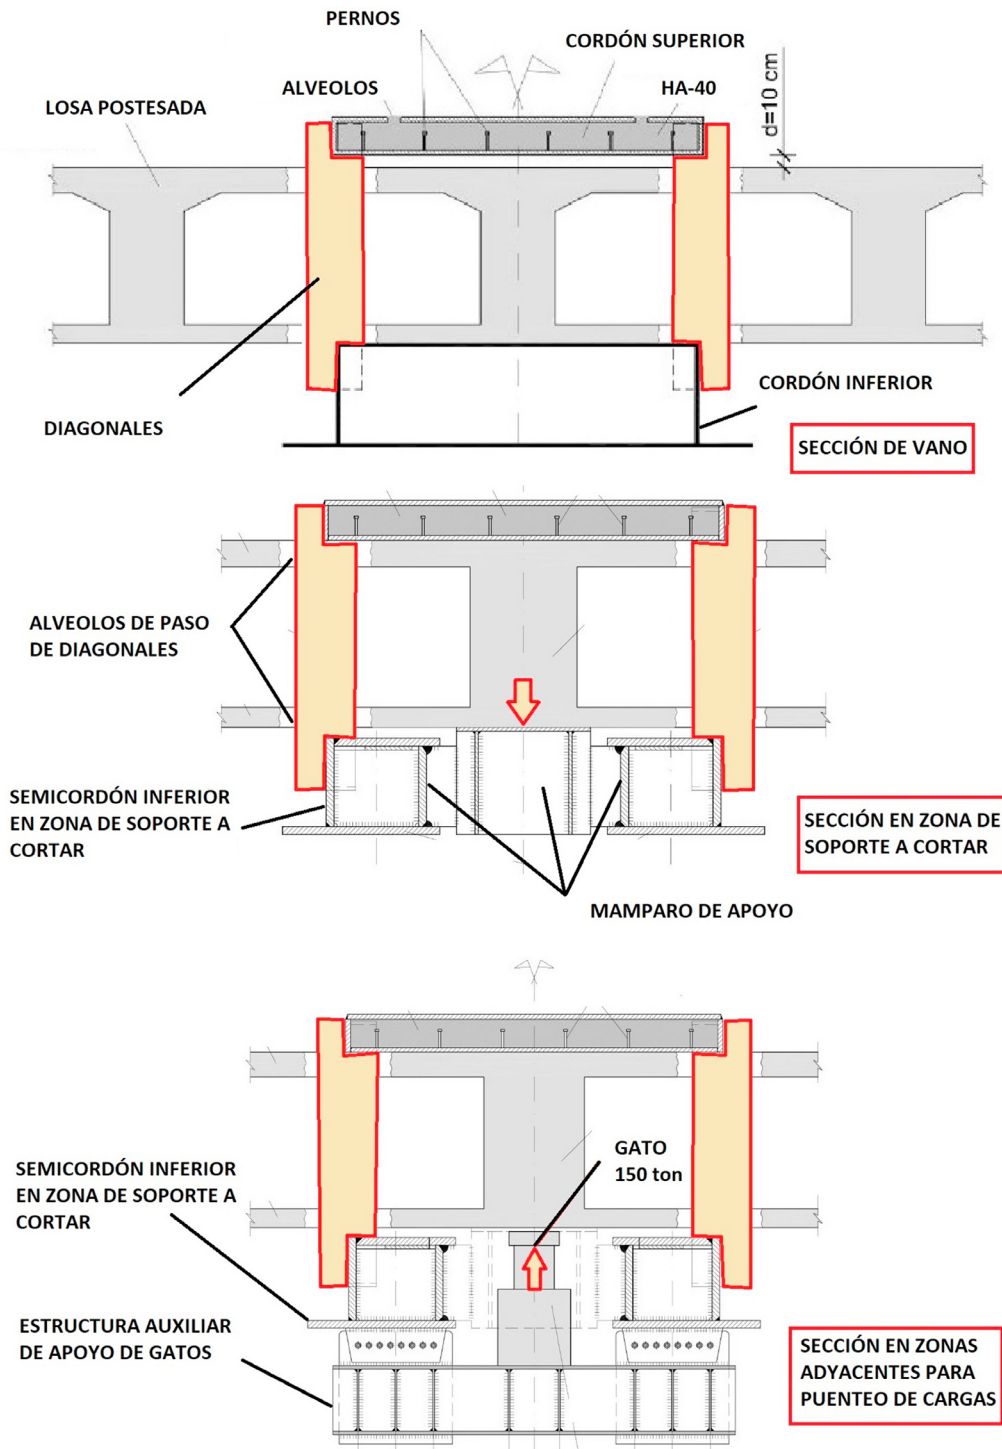 PERNOS
CORDÓN SUPERIOR
ALVEOLOS
HA-40
LOSA POSTESADA
d=10 cm
CORDÓN INFERIOR
DIAGONALES
SECCIÓN DE VANO
ALVEOLOS DE PASO
DE DIAGONALES
SEMICORDÓN INFERIOR
EN ZONA DE SOPORTE A
CORTAR
SECCIÓN EN ZONA DE
SOPORTE A CORTAR
MAMPARO DE APOYO
GATO
150 ton
SEMICORDÓN INFERIOR
EN ZONA DE SOPORTE A
CORTAR
ESTRUCTURA AUXILIAR
DE APOYO DE GATOS
SECCIÓN EN ZONAS
ADYACENTES PARA
PUENTEO DE CARGAS